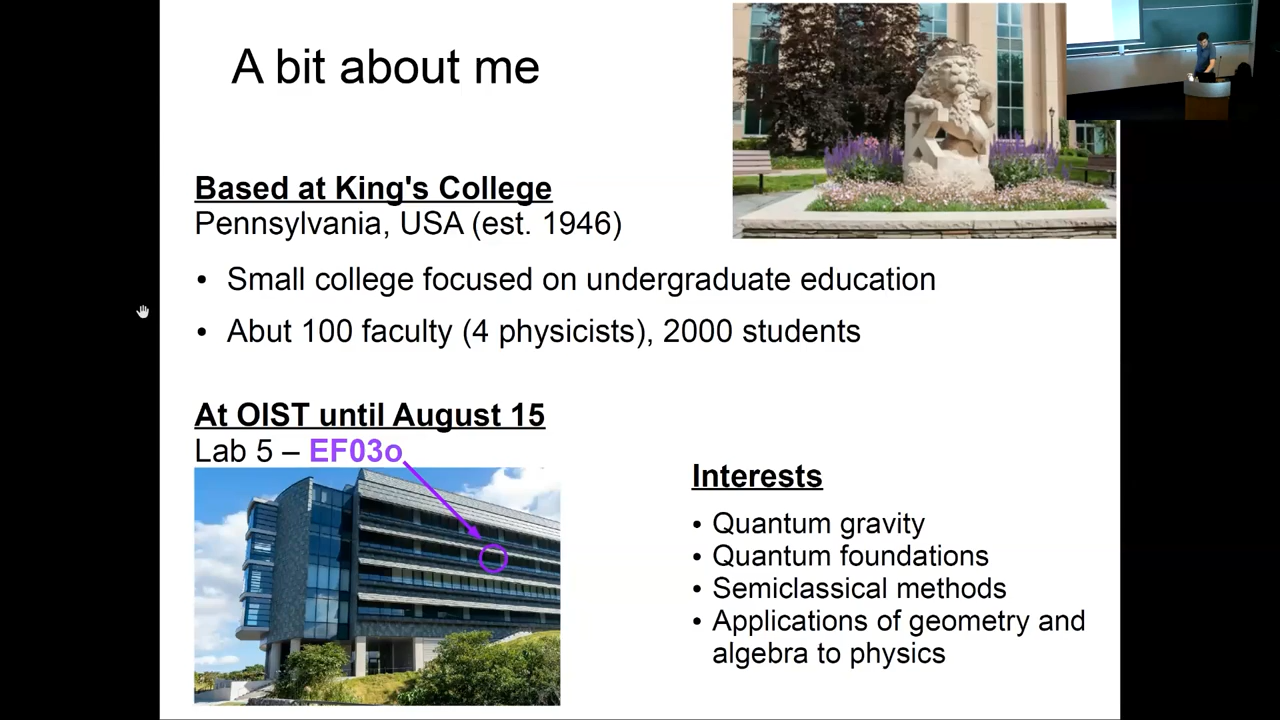 A bit about me
Based at King's College
Pennsylvania, USA (est. 1946)
• Small college focused on undergraduate education
• Abut 100 faculty (4 physicists), 2000 students
At OIST until August 15
Lab 5 – EF03o
Interests
• Quantum gravity
• Quantum foundations
• Semiclassical methods
• Applications of geometry and
algebra to physics
K